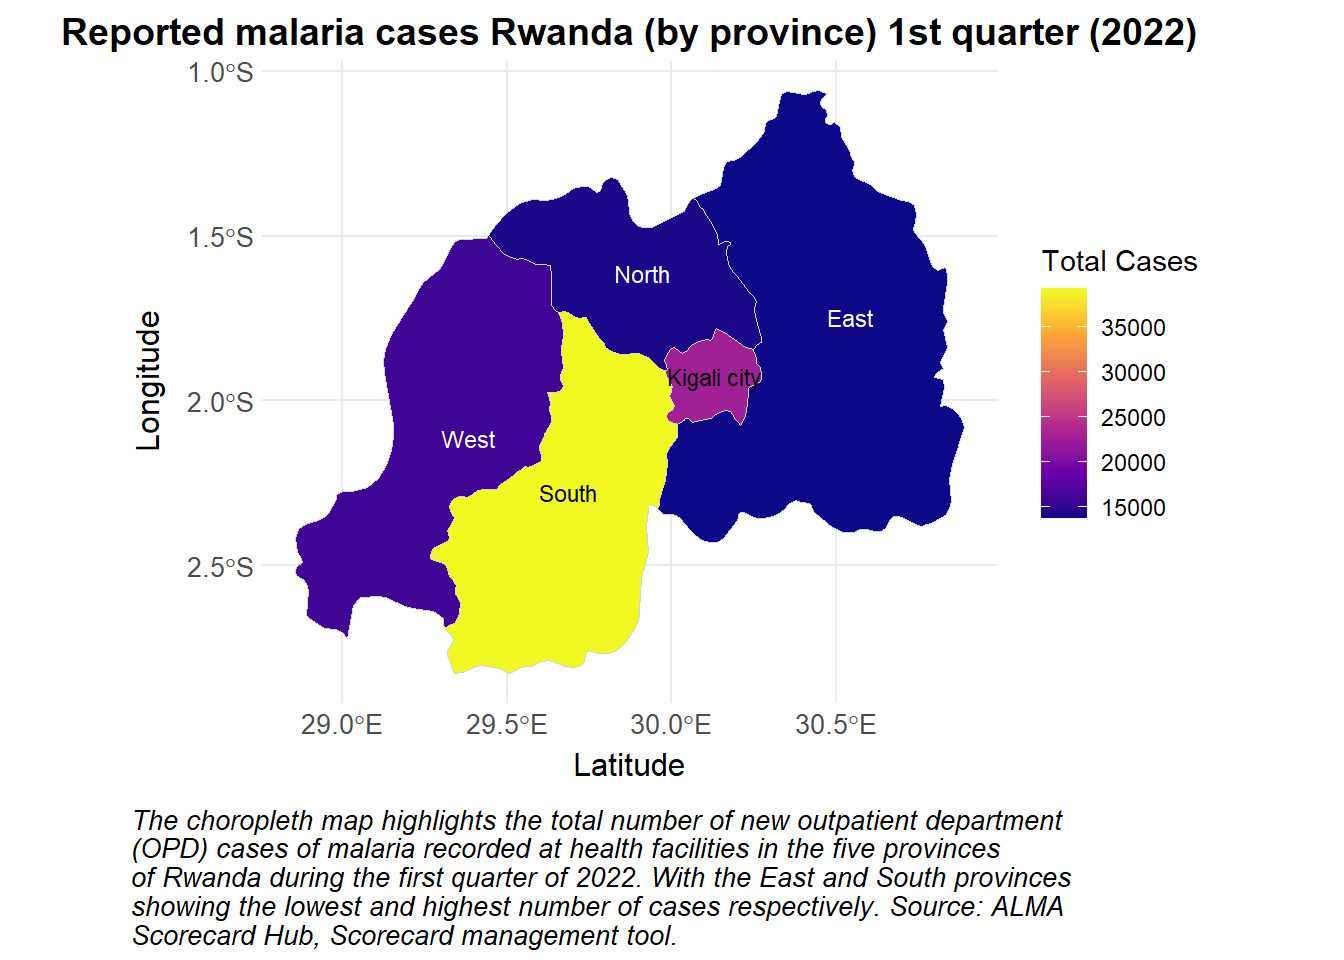 Reported malaria cases Rwanda (by province) 1st quarter (2022)
1.0°S
1.5°S
2.0°S
2.5°S
Longitude
North
East
Kigali city
West
South
Total Cases
35000
30000
25000
20000
15000
29.0°E
29.5°E
30.0°E
30.5°E
Latitude
The choropleth map highlights the total number of new outpatient department
(OPD) cases of malaria recorded at health facilities in the five provinces
of Rwanda during the first quarter of 2022. With the East and South provinces
showing the lowest and highest number of cases respectively. Source: ALMA
Scorecard Hub, Scorecard management tool.